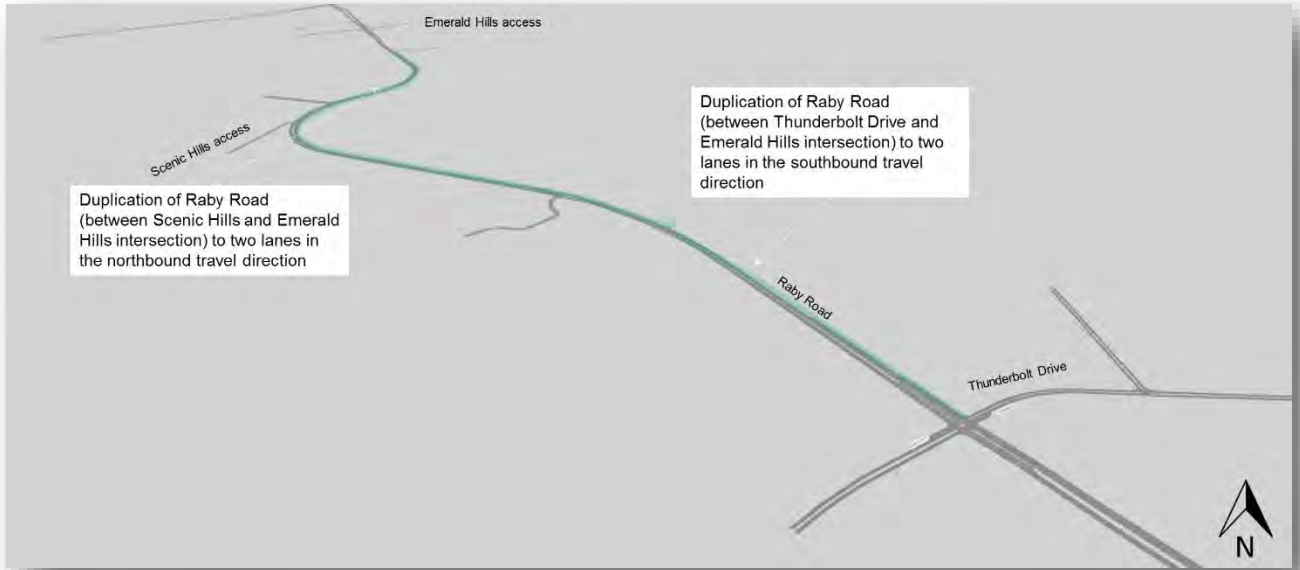 Emerald Hills access
Duplication of Raby Road
(between Thunderbolt Drive and
Emerald Hills intersection) to two
lanes in the southbound travel
direction
Scenic Hills access
Duplication of Raby Road
(between Scenic Hills and Emerald
Hills intersection) to two lanes in
the northbound travel direction
Raby Road
Thunderbolt Drive
N